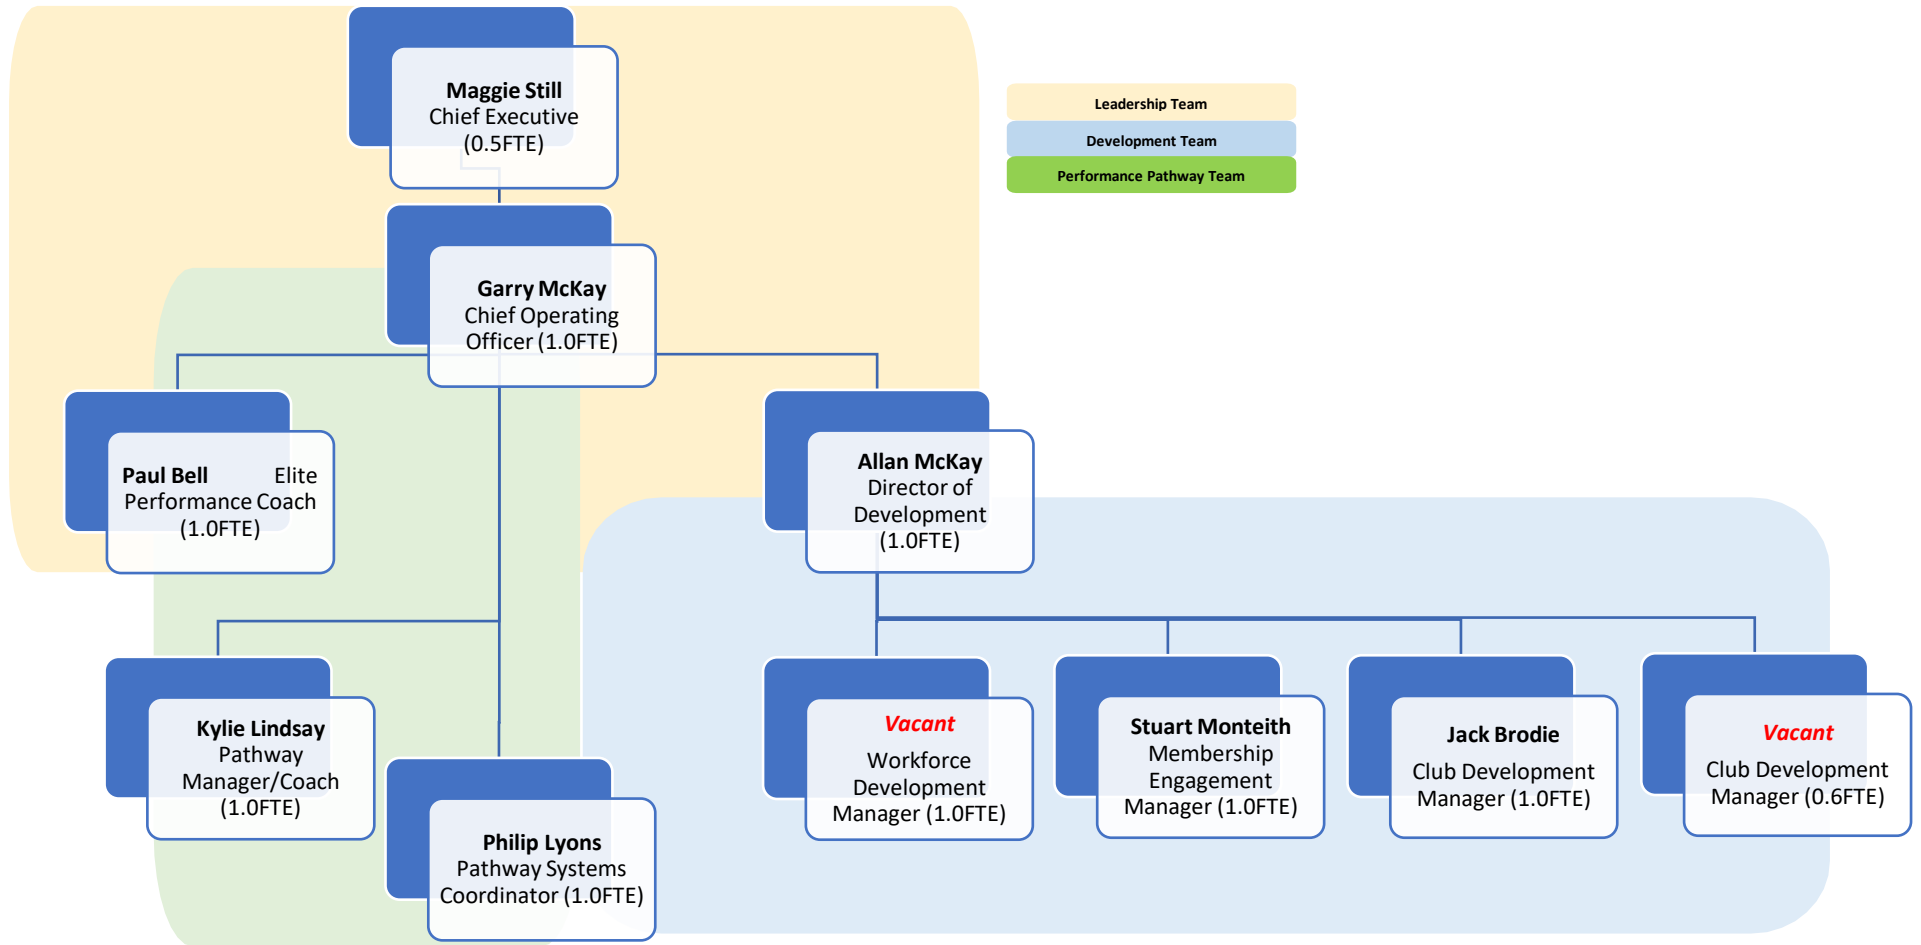 Maggie Still
Chief Executive
(0.5FTE)
Leadership Team
Development Team
Performance Pathway Team
Garry McKay
Chief Operating
Officer (1.0FTE)
Paul Bell Elite
Performance Coach
(1.0FTE)
Allan McKay
Director of
Development
(1.0FTE)
Kylie Lindsay
Pathway
Manager/Coach
(1.0FTE)
Philip Lyons
Pathway Systems
Coordinator (1.0FTE)
Vacant
Workforce
Development
Manager (1.0FTE)
Stuart Monteith
Membership
Engagement
Manager (1.0FTE)
Jack Brodie
Club Development
Manager (1.0FTE)
Vacant
Club Development
Manager (0.6FTE)